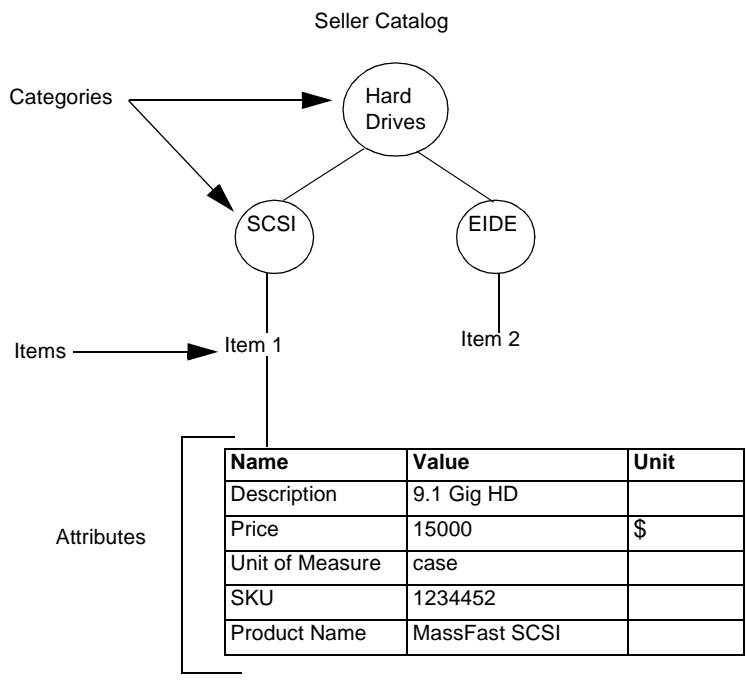 Seller Catalog
Categories
Hard
Drives
SCSI
EIDE
Items
Item 1
Item 2
Attributes
Name Value Unit
Description 9.1 Gig HD
Price 15000 $
Unit of Measure case
SKU 1234452
Product Name MassFast SCSI